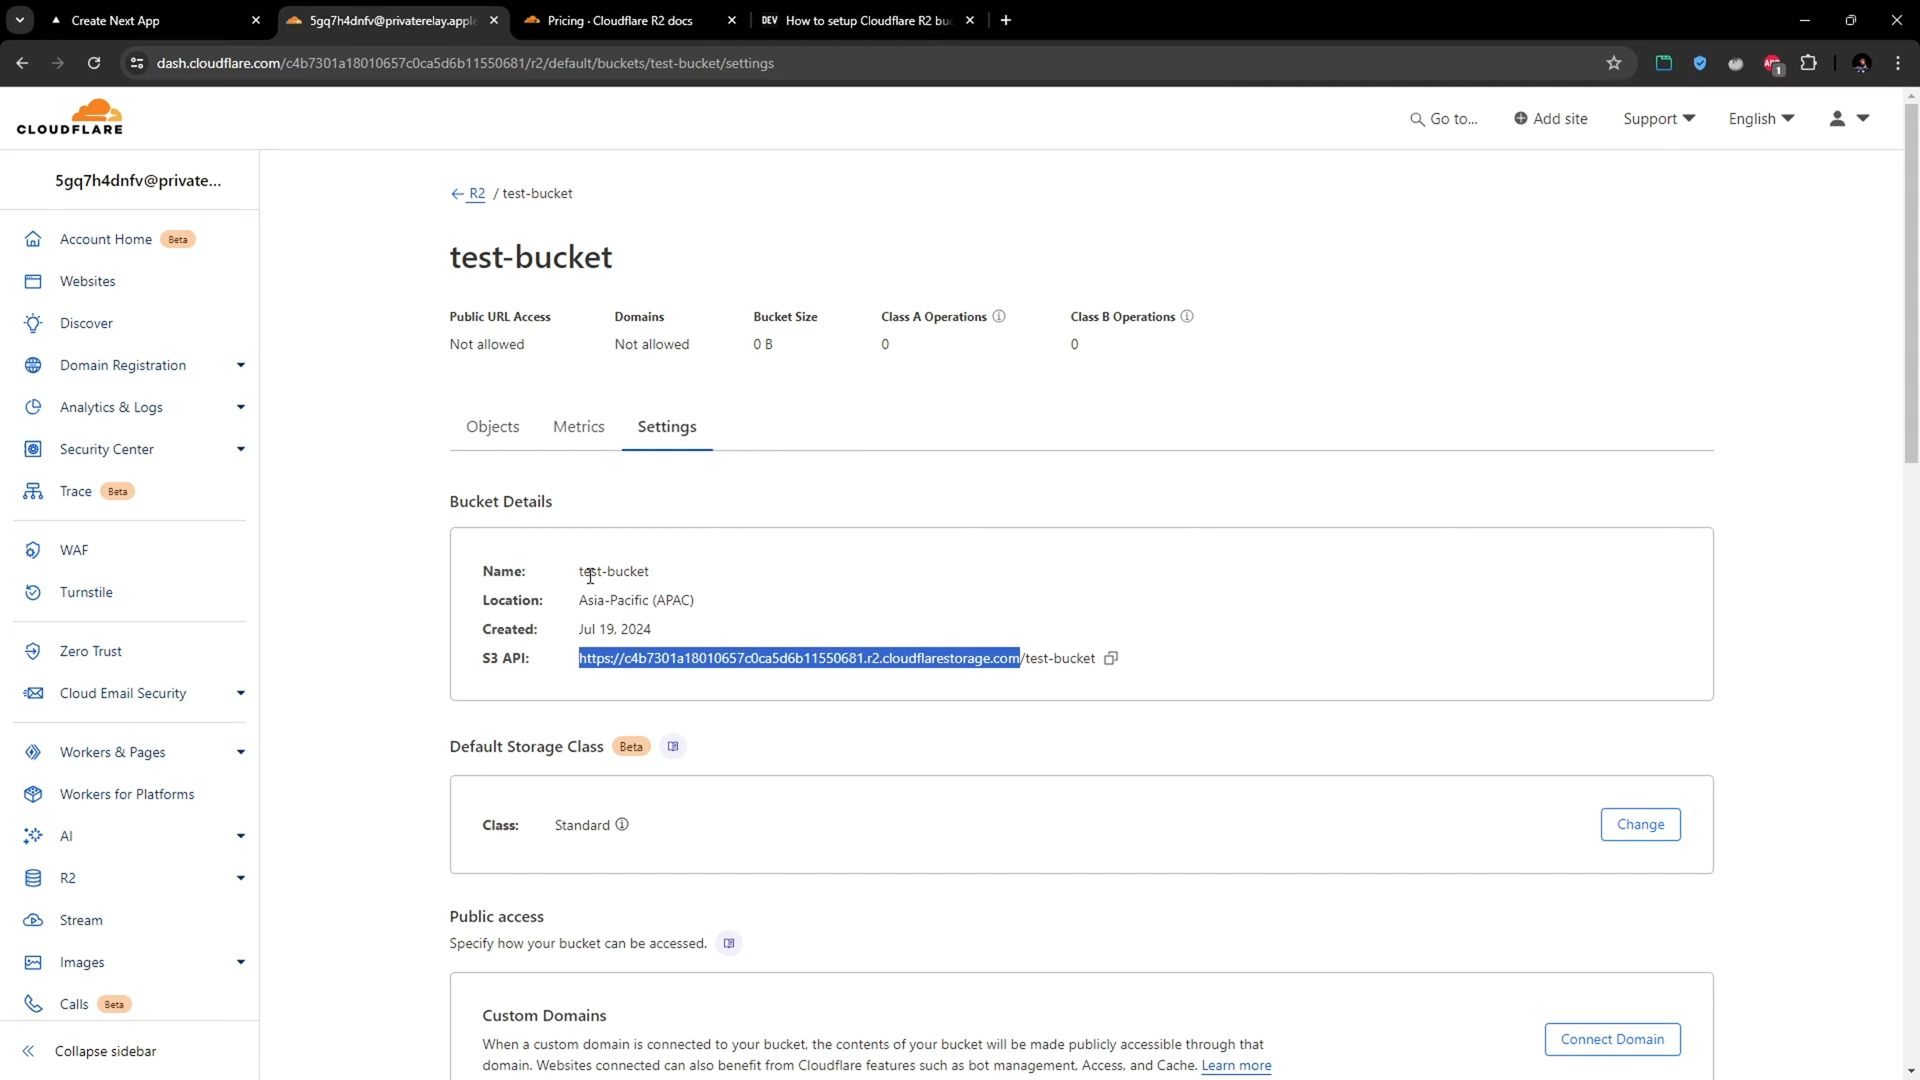 Create Next App
5gq7h4dnfv@privaterelay.apple
Pricing · Cloudflare R2 docs
DEV How to setup Cloudflare R2 bu
dash.cloudflare.com/c4b7301a18010657c0ca5d6b11550681/r2/default/buckets/test-bucket/settings
1
CLOUDFLARE
Go to...
Add site
Support
English
5gq7h4dnfv@private...
Account Home Beta
Websites
Discover
Domain Registration
Analytics & Logs
Security Center
Trace Beta
WAF
Turnstile
Zero Trust
Cloud Email Security
Workers & Pages
Workers for Platforms
AI
R2
Stream
Images
Calls Beta
Collapse sidebar
R2 / test-bucket
test-bucket
Public URL Access
Not allowed
Domains
Not allowed
Bucket Size
0 B
Class A Operations
0
Class B Operations
0
Objects
Metrics
Settings
Bucket Details
Name: test-bucket
Location: Asia-Pacific (APAC)
Created: Jul 19, 2024
S3 API: https://c4b7301a18010657c0ca5d6b11550681.r2.cloudflarestorage.com/test-bucket
Default Storage Class Beta
Class: Standard
Change
Public access
Specify how your bucket can be accessed.
Custom Domains
When a custom domain is connected to your bucket, the contents of your bucket will be made publicly accessible through that
domain. Websites connected can also benefit from Cloudflare features such as bot management, Access, and Cache. Learn more
Connect Domain